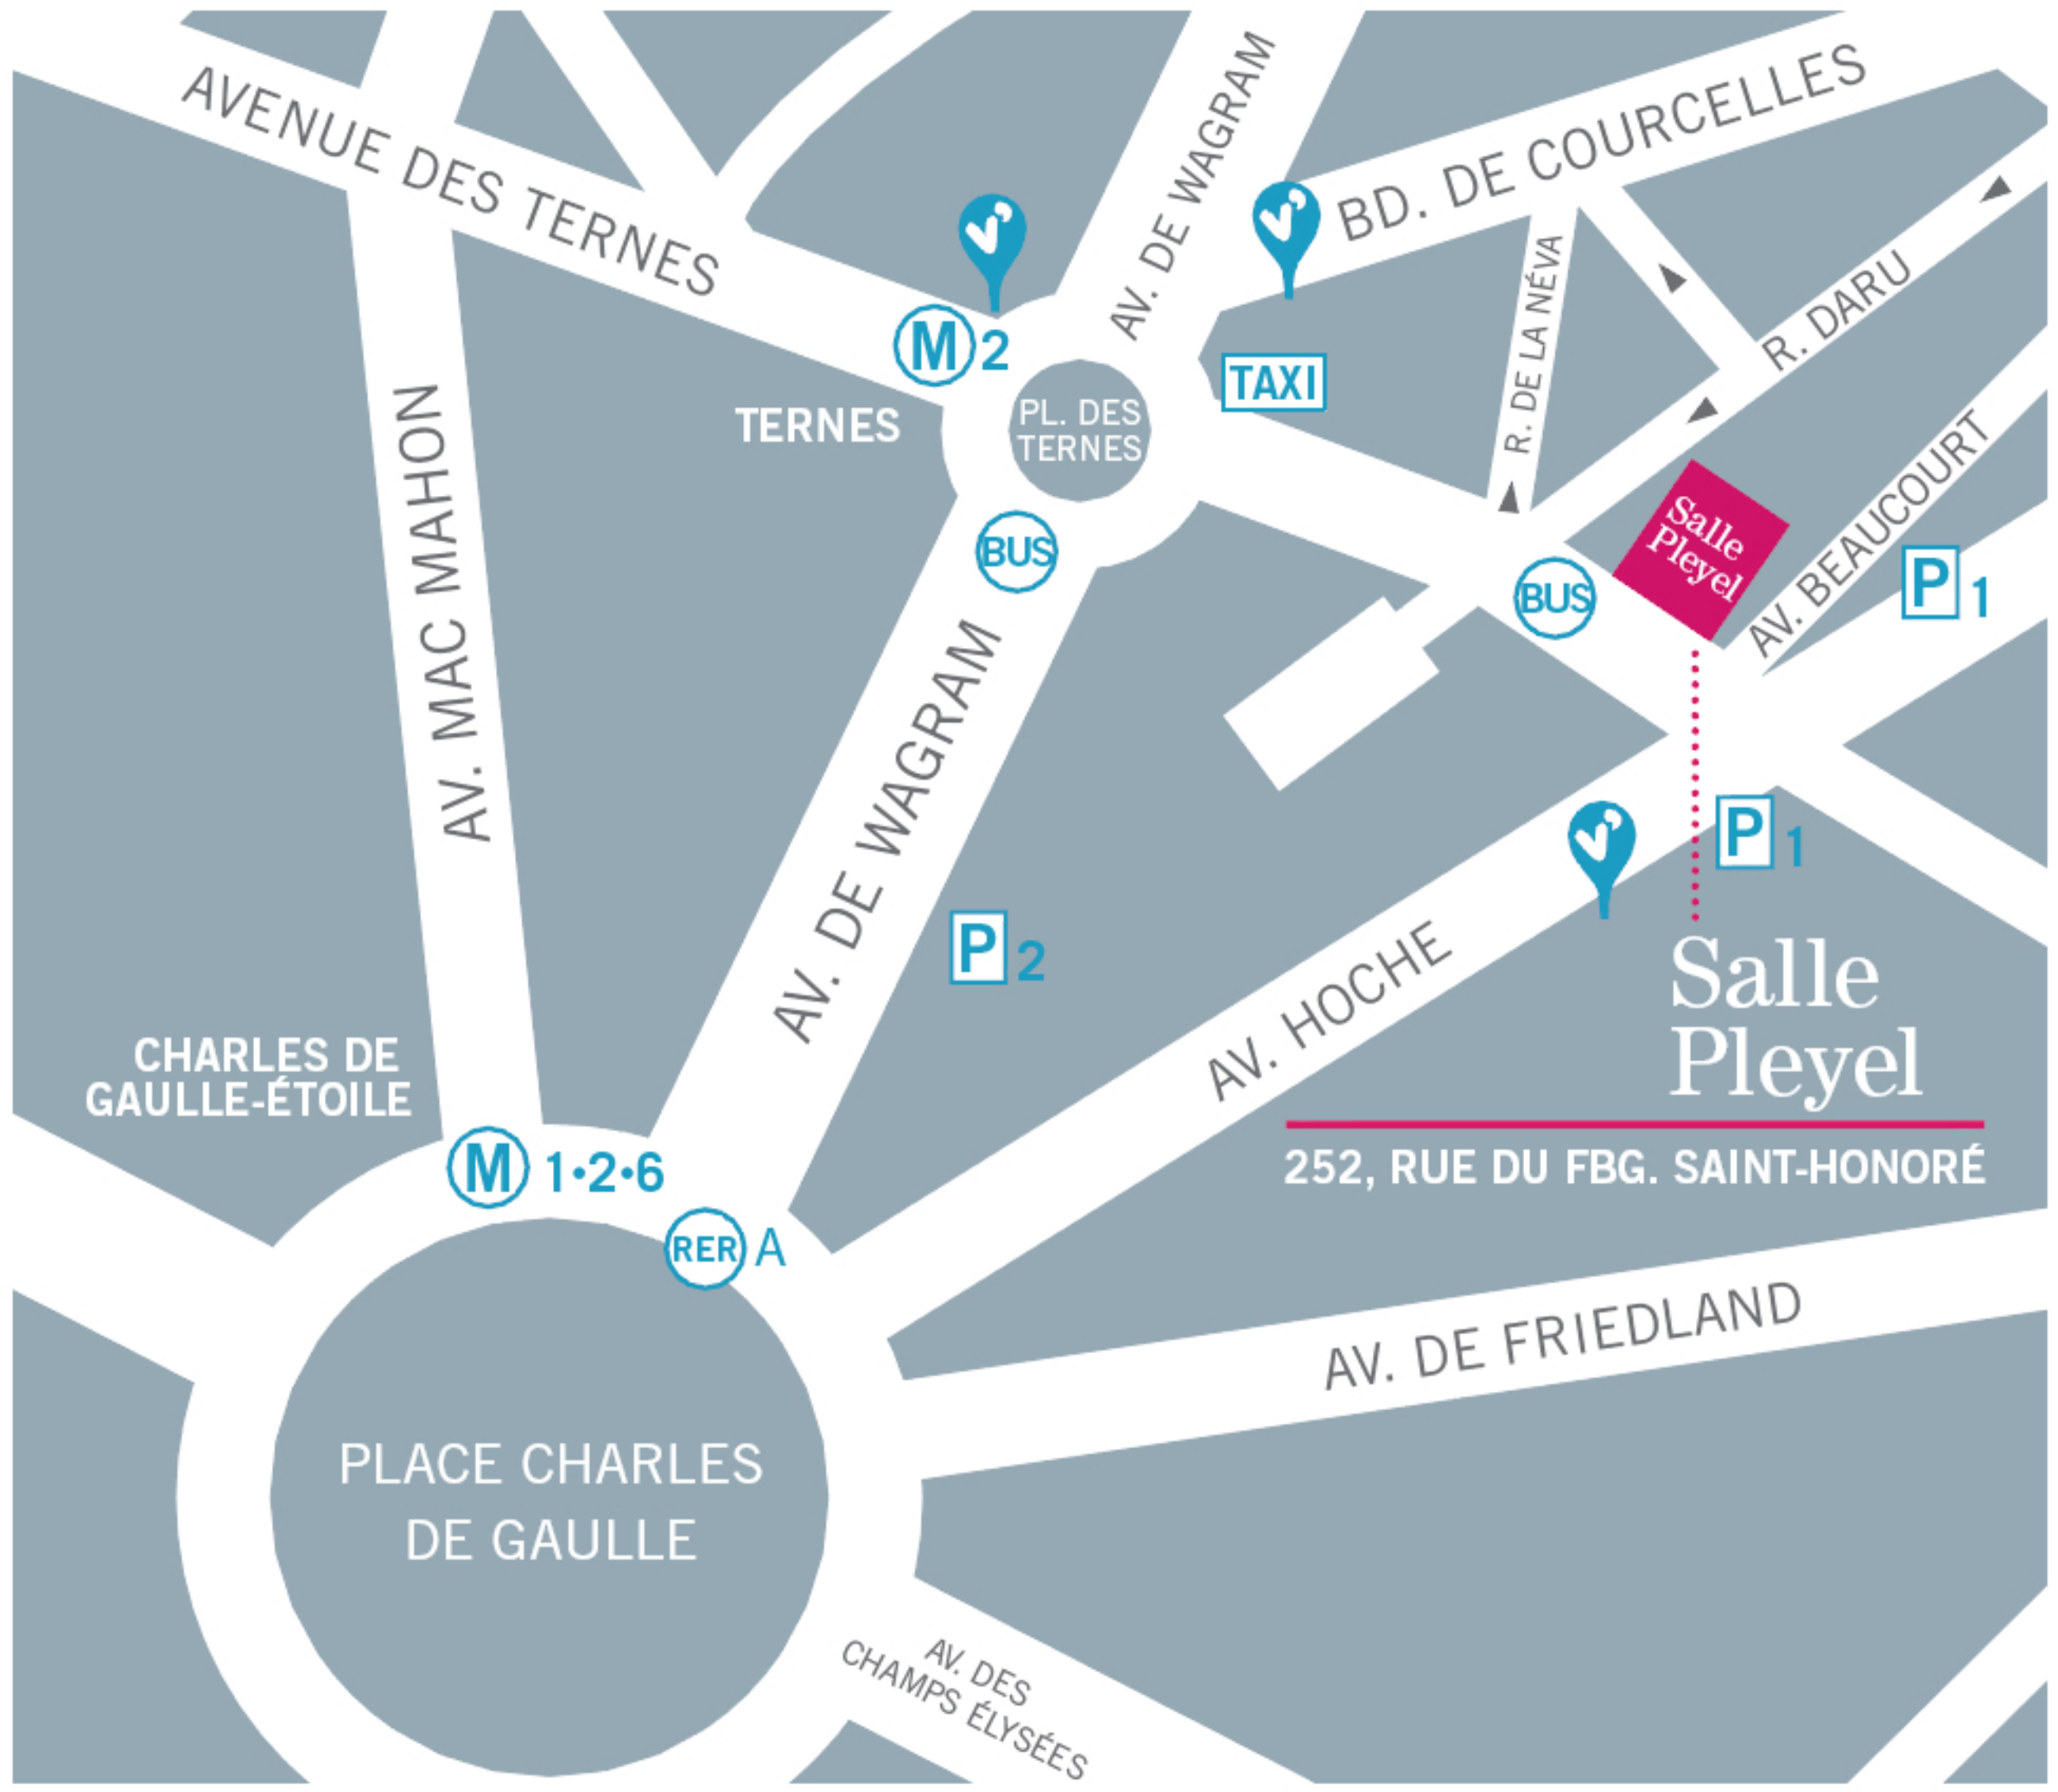 AVENUE DES TERNES
AV. DE WAGRAM
BD. DE COURCELLES
R. DE LA NÉVA
R. DARU
M 2
TERNES
PL. DES
TERNES
TAXI
AV. MAC MAHON
BUS
AV. DE WAGRAM
BUS
Salle
Pleyel
AV. BEAUCOURT
P 1
P 1
P 2
AV. HOCHE
Salle
Pleyel
252, RUE DU FBG. SAINT-HONORÉ
CHARLES DE
GAULLE-ÉTOILE
M 1•2•6
RER A
AV. DE FRIEDLAND
PLACE CHARLES
DE GAULLE
AV. DES
CHAMPS ÉLYSÉES